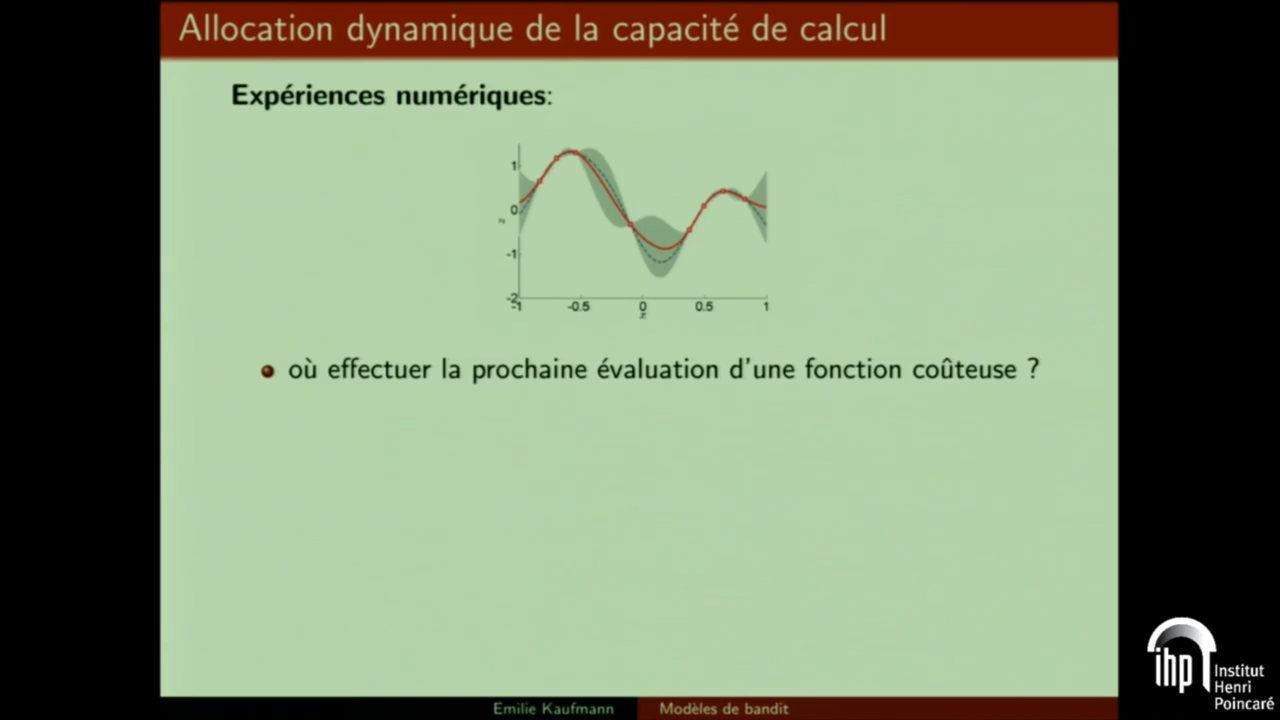 Allocation dynamique de la capacité de calcul
Expériences numériques:
1
0
-1
-2
z
-1
-0.5
0
0.5
1
z
où effectuer la prochaine évaluation d'une fonction coûteuse ?
Emilie Kaufmann
Modèles de bandit
ihp
Institut
Henri
Poincaré